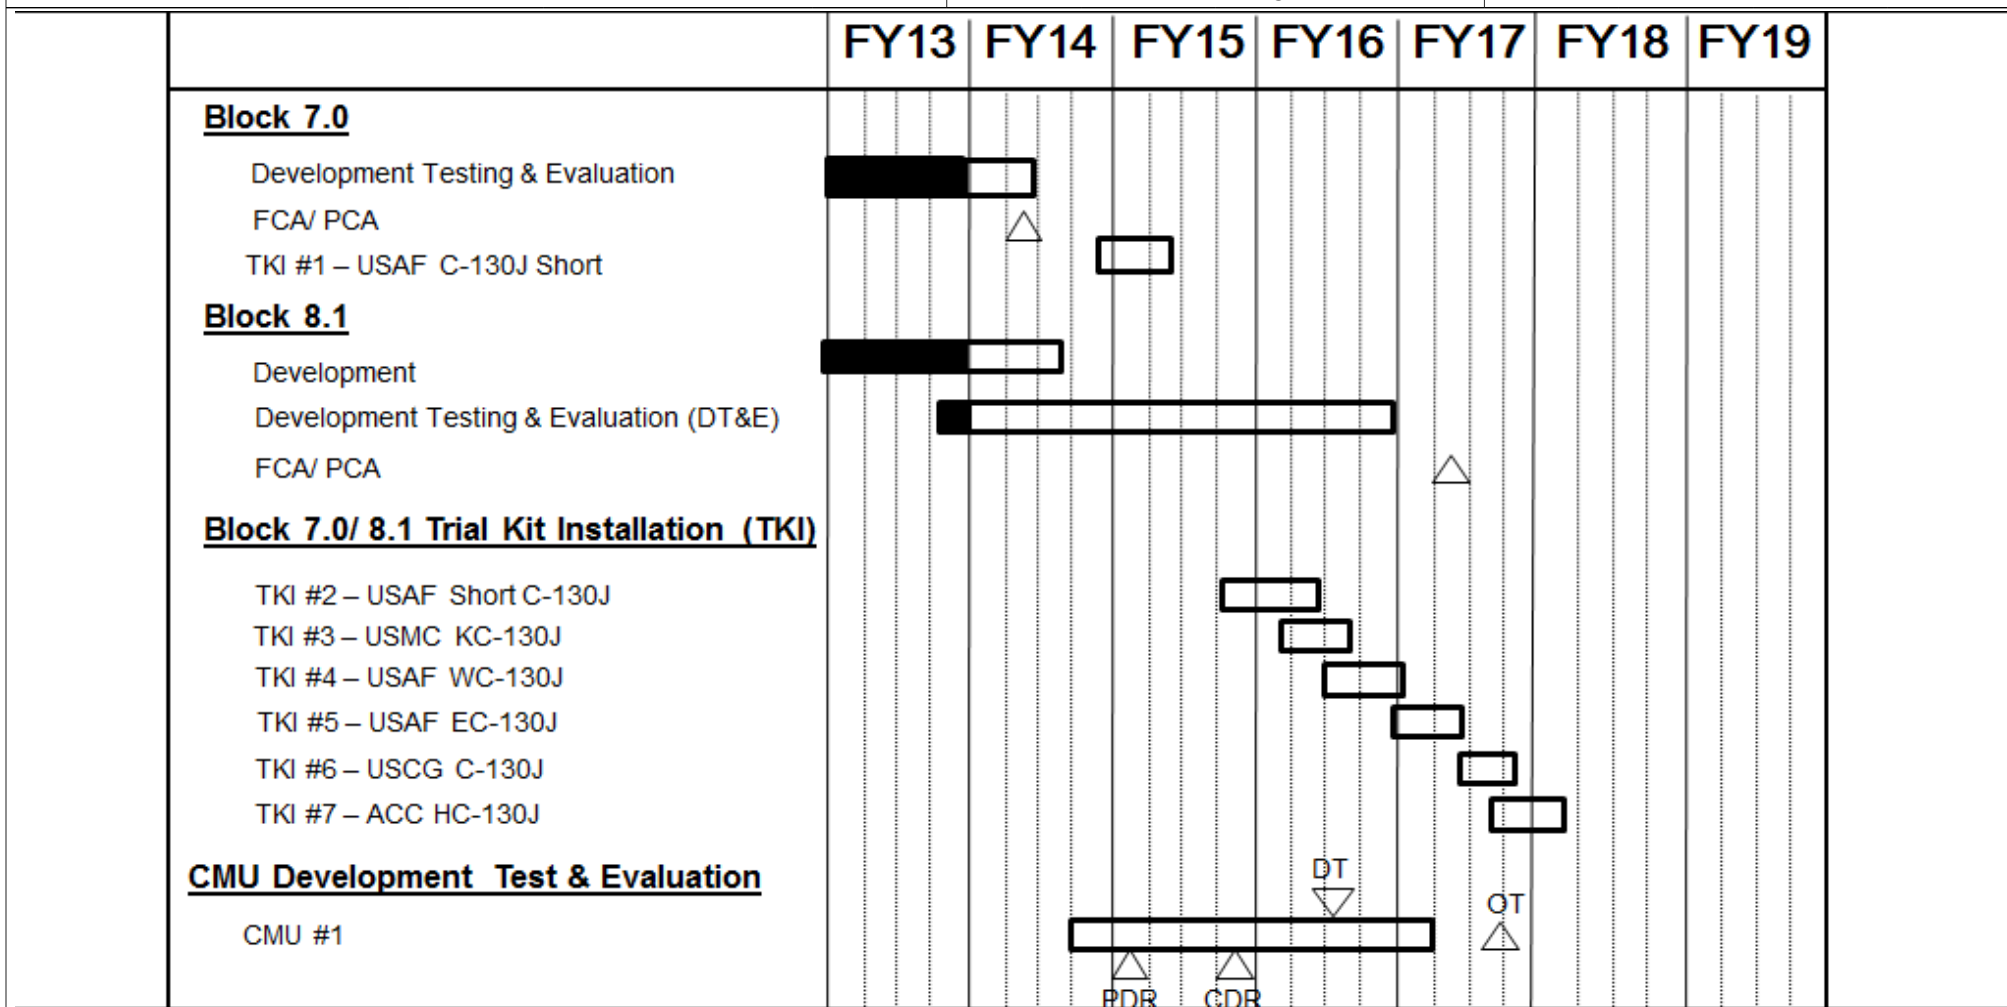 FY13 FY14 FY15 FY16 FY17 FY18 FY19
Block 7.0
Development Testing & Evaluation
FCA/ PCA
TKI #1 – USAF C-130J Short
Block 8.1
Development
Development Testing & Evaluation (DT&E)
FCA/ PCA
Block 7.0/ 8.1 Trial Kit Installation (TKI)
TKI #2 – USAF Short C-130J
TKI #3 – USMC KC-130J
TKI #4 – USAF WC-130J
TKI #5 – USAF EC-130J
TKI #6 – USCG C-130J
TKI #7 – ACC HC-130J
DT
CMU Development Test & Evaluation
OT
CMU #1
PDR CDR